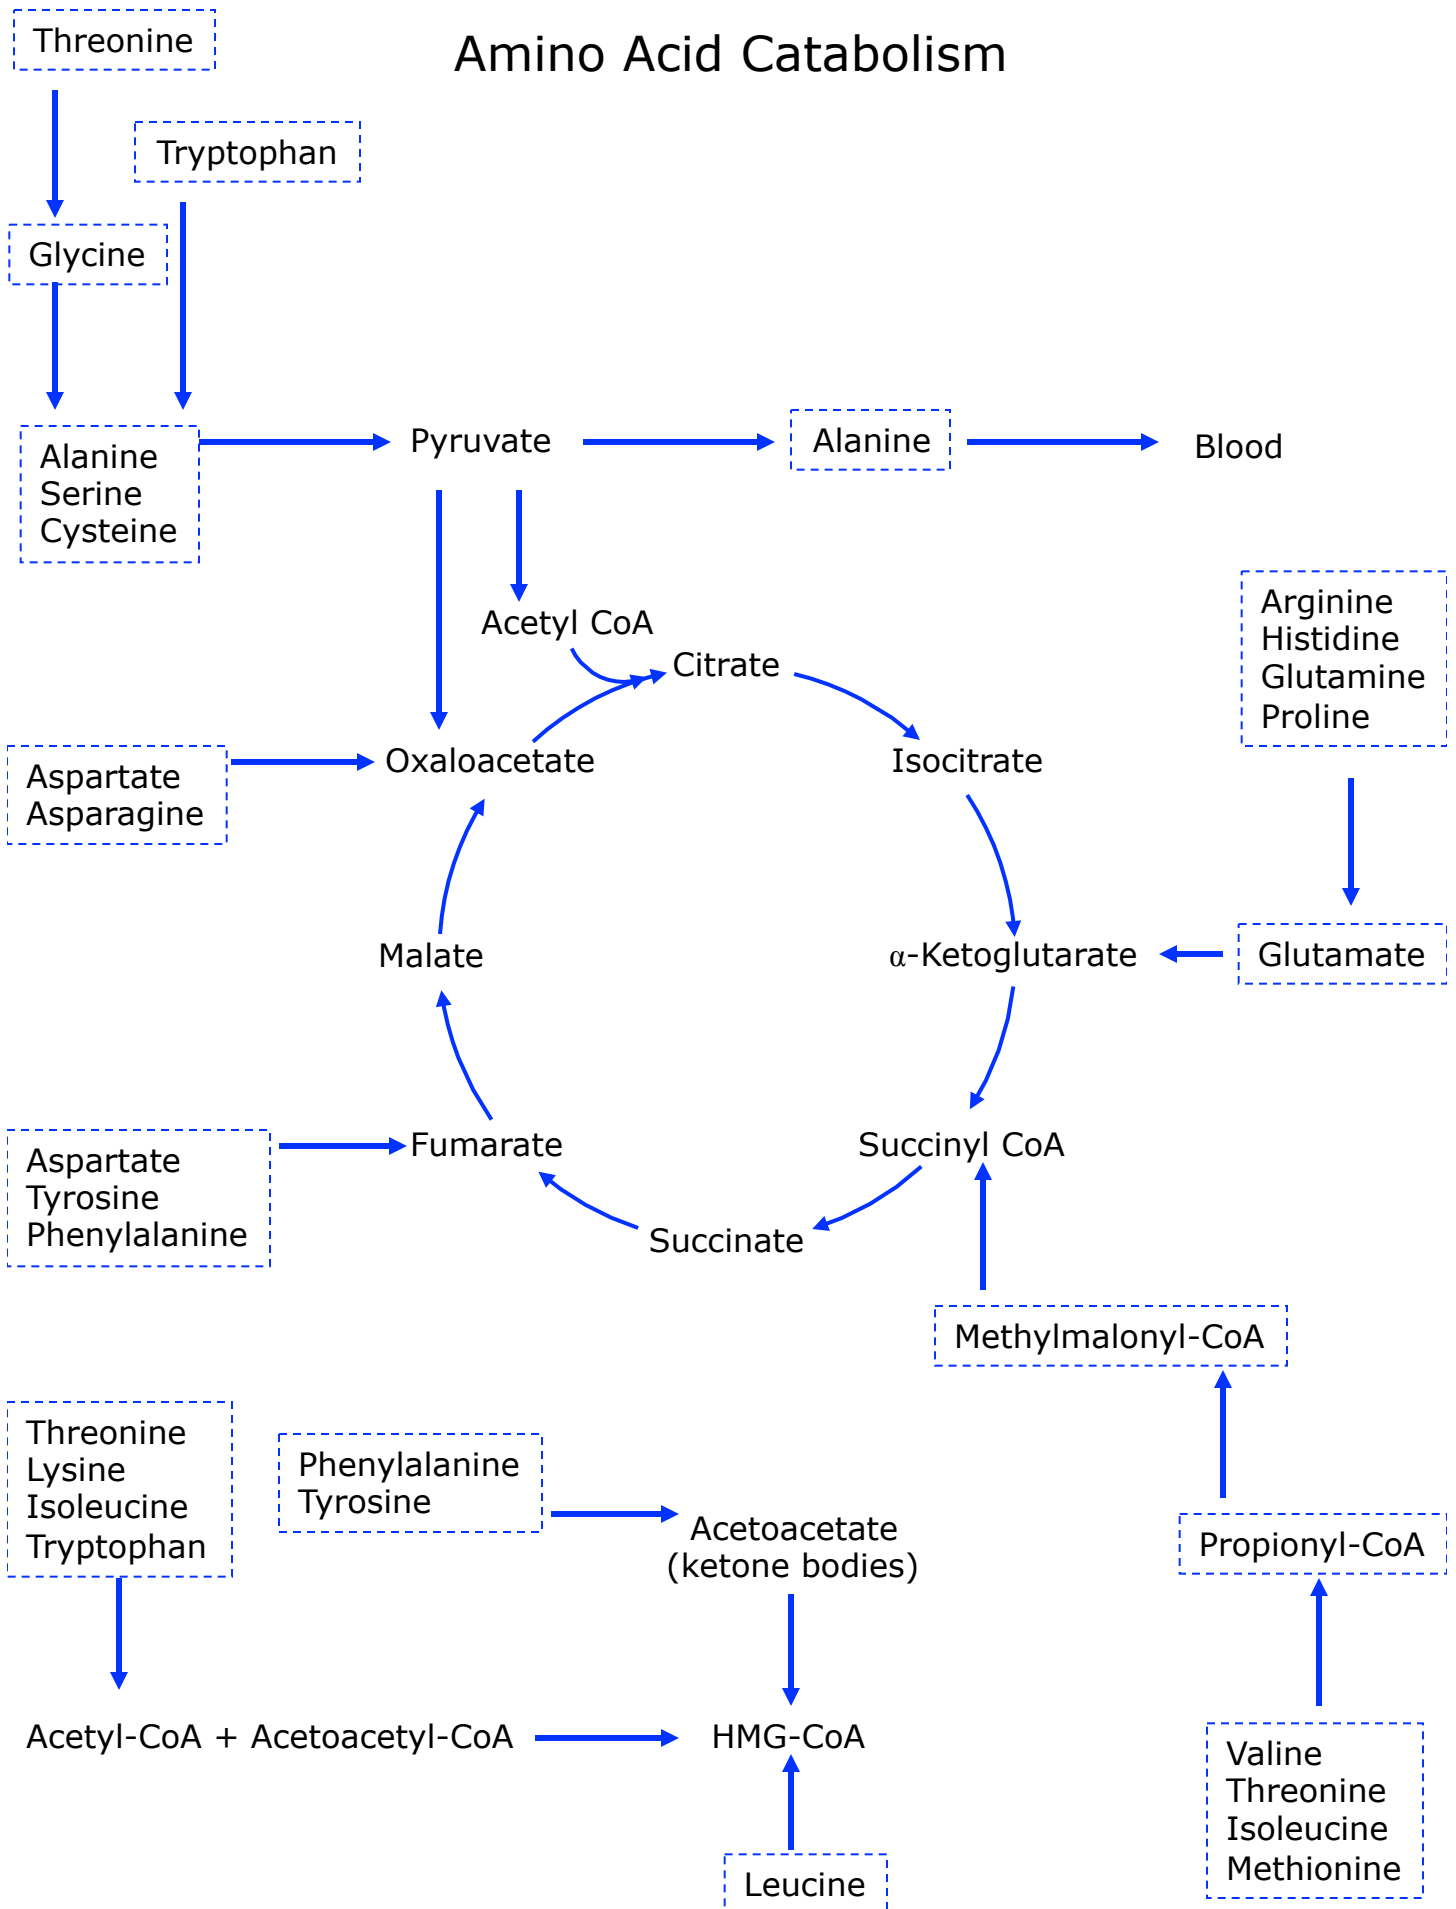 Amino Acid Catabolism
Threonine
Tryptophan
Glycine
Alanine
Serine
Cysteine
Pyruvate
Alanine
Blood
Acetyl CoA
Citrate
Arginine
Histidine
Glutamine
Proline
Aspartate
Asparagine
Oxaloacetate
Isocitrate
Malate
α-Ketoglutarate
Glutamate
Aspartate
Tyrosine
Phenylalanine
Fumarate
Succinyl CoA
Succinate
Methylmalonyl-CoA
Threonine
Lysine
Isoleucine
Tryptophan
Phenylalanine
Tyrosine
Acetoacetate
(ketone bodies)
Propionyl-CoA
Acetyl-CoA + Acetoacetyl-CoA
HMG-CoA
Valine
Threonine
Isoleucine
Methionine
Leucine